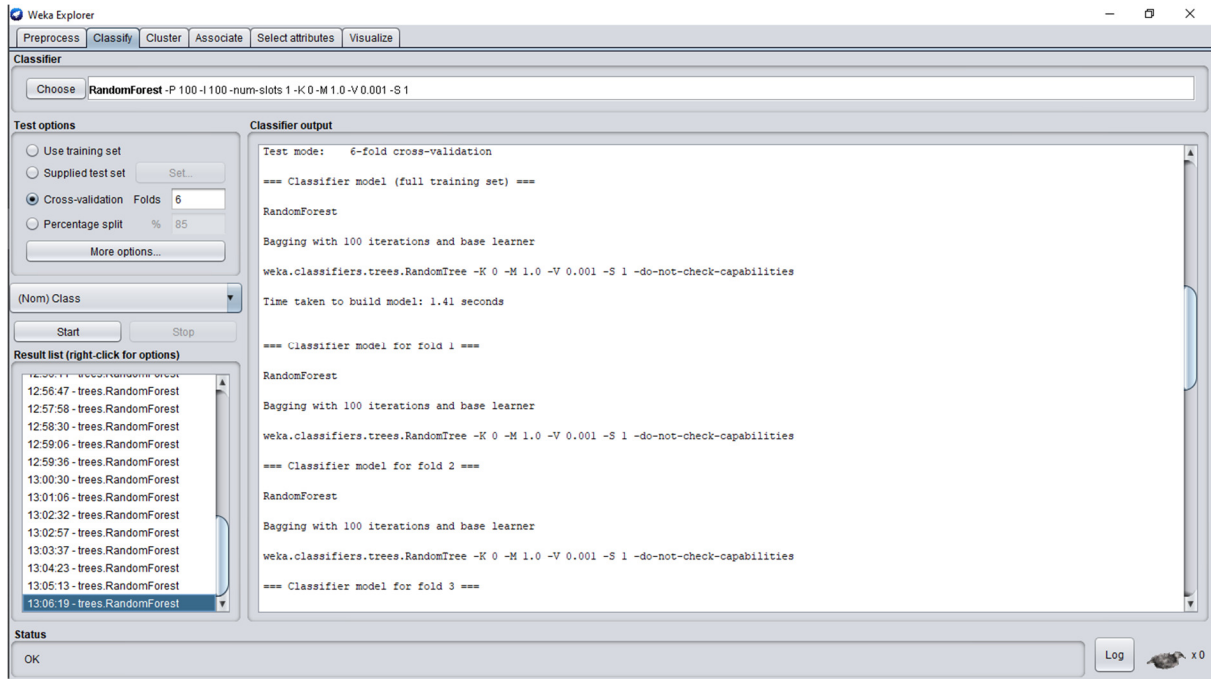 Weka Explorer
Preprocess Classify Cluster Associate Select attributes Visualize
Classifier
Choose RandomForest -P 100 -I 100 -num-slots 1 -K 0 -M 1.0 -V 0.001 -S 1
Test options
Use training set
Supplied test set Set...
Cross-validation Folds 6
Percentage split % 85
More options...
(Nom) Class
Start Stop
Result list (right-click for options)
12:56:47 - trees.RandomForest
12:57:58 - trees.RandomForest
12:58:30 - trees.RandomForest
12:59:06 - trees.RandomForest
12:59:36 - trees.RandomForest
13:00:30 - trees.RandomForest
13:01:06 - trees.RandomForest
13:02:32 - trees.RandomForest
13:02:57 - trees.RandomForest
13:03:37 - trees.RandomForest
13:04:23 - trees.RandomForest
13:05:13 - trees.RandomForest
13:06:19 - trees.RandomForest
Classifier output
Test mode: 6-fold cross-validation
=== Classifier model (full training set) ===
RandomForest
Bagging with 100 iterations and base learner
weka.classifiers.trees.RandomTree -K 0 -M 1.0 -V 0.001 -S 1 -do-not-check-capabilities
Time taken to build model: 1.41 seconds
=== Classifier model for fold 1 ===
RandomForest
Bagging with 100 iterations and base learner
weka.classifiers.trees.RandomTree -K 0 -M 1.0 -V 0.001 -S 1 -do-not-check-capabilities
=== Classifier model for fold 2 ===
RandomForest
Bagging with 100 iterations and base learner
weka.classifiers.trees.RandomTree -K 0 -M 1.0 -V 0.001 -S 1 -do-not-check-capabilities
=== Classifier model for fold 3 ===
Status
OK
Log x 0